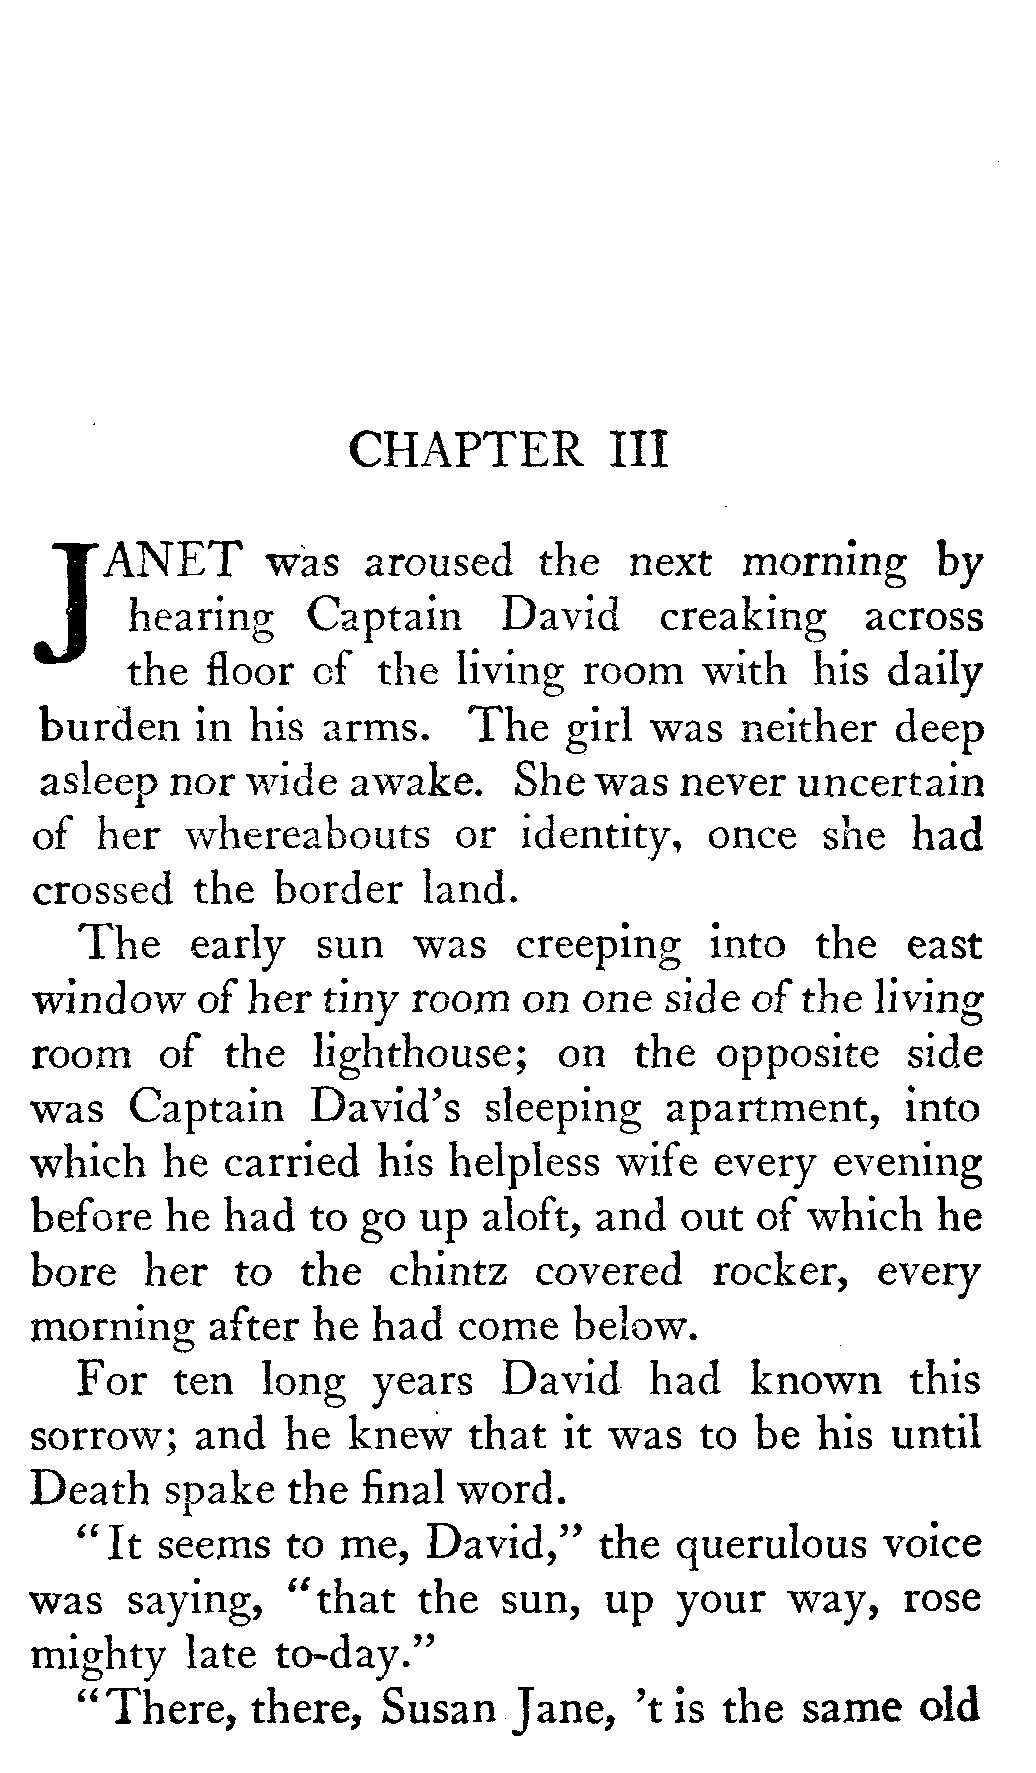 CHAPTER III
JANET was aroused the next morning by
hearing Captain David creaking across
the floor of the living room with his daily
burden in his arms. The girl was neither deep
asleep nor wide awake. She was never uncertain
of her whereabouts or identity, once she had
crossed the border land.
The early sun was creeping into the east
window of her tiny room on one side of the living
room of the lighthouse; on the opposite side
was Captain David's sleeping apartment, into
which he carried his helpless wife every evening
before he had to go up aloft, and out of which he
bore her to the chintz covered rocker, every
morning after he had come below.
For ten long years David had known this
sorrow; and he knew that it was to be his until
Death spake the final word.
"It seems to me, David," the querulous voice
was saying, "that the sun, up your way, rose
mighty late to-day."
"There, there, Susan Jane, 't is the same old